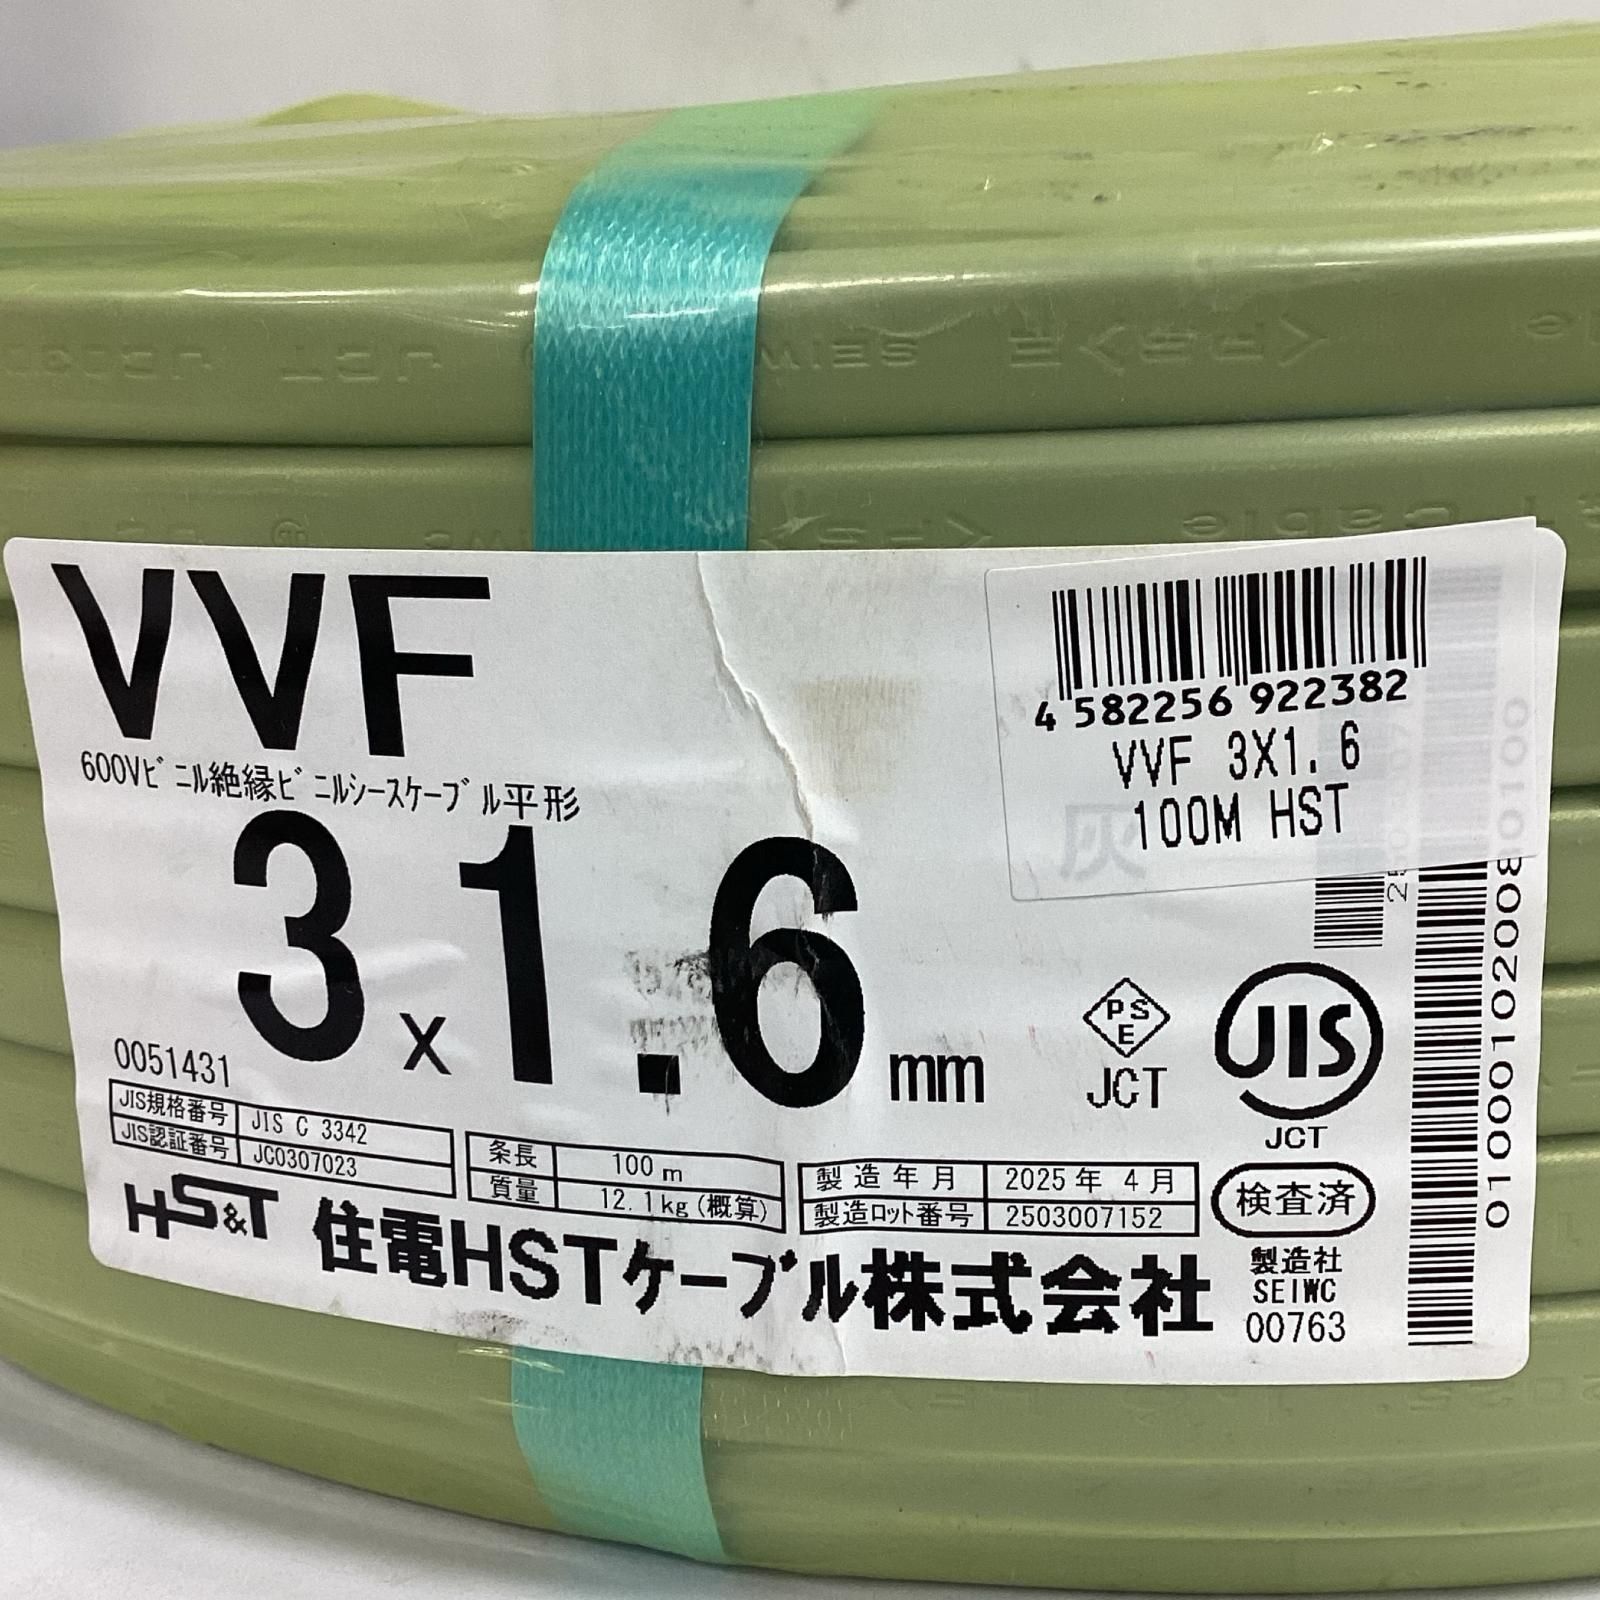 VVF
600Vビニル絶縁ビニルシースケーブル平形
3×1.6mm
4 582256 922382
VVF 3X1.6
100M HST
灰
PSE
JCT
JIS
JCT
0051431
JIS規格番号 JIS C 3342
JIS認証番号 JC0307023
条長 100m
質量 12.1kg(概算)
製造年月 2025年 4月
製造ロット番号 2503007152
検査済
HS&T 住電HSTケーブル株式会社
製造社
SEIWC
00763
Cable